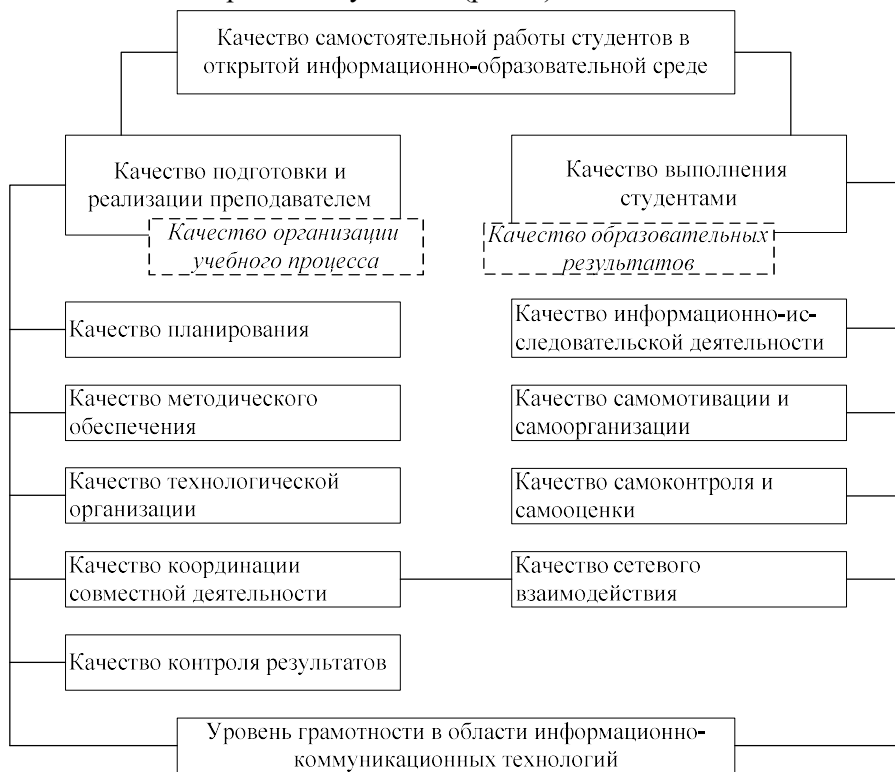 Качество самостоятельной работы студентов в
открытой информационно-образовательной среде
Качество подготовки и
реализации преподавателем
Качество организации
учебного процесса
Качество выполнения
студентами
Качество образовательных
результатов
Качество планирования
Качество методического
обеспечения
Качество технологической
организации
Качество координации
совместной деятельности
Качество контроля результатов
Качество информационно-ис-
следовательской деятельности
Качество самомотивации и
самоорганизации
Качество самоконтроля и
самооценки
Качество сетевого
взаимодействия
Уровень грамотности в области информационно-
коммуникационных технологий